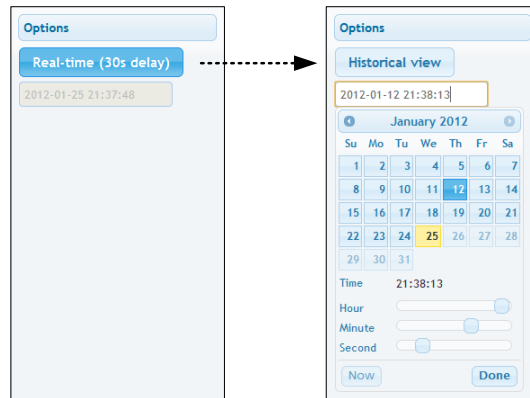 Options
Real-time (30s delay)
2012-01-25 21:37:48
Options
Historical view
2012-01-12 21:38:13
January 2012
Su Mo Tu We Th Fr Sa
1 2 3 4 5 6 7
8 9 10 11 12 13 14
15 16 17 18 19 20 21
22 23 24 25 26 27 28
29 30 31
Time 21:38:13
Hour
Minute
Second
Now Done